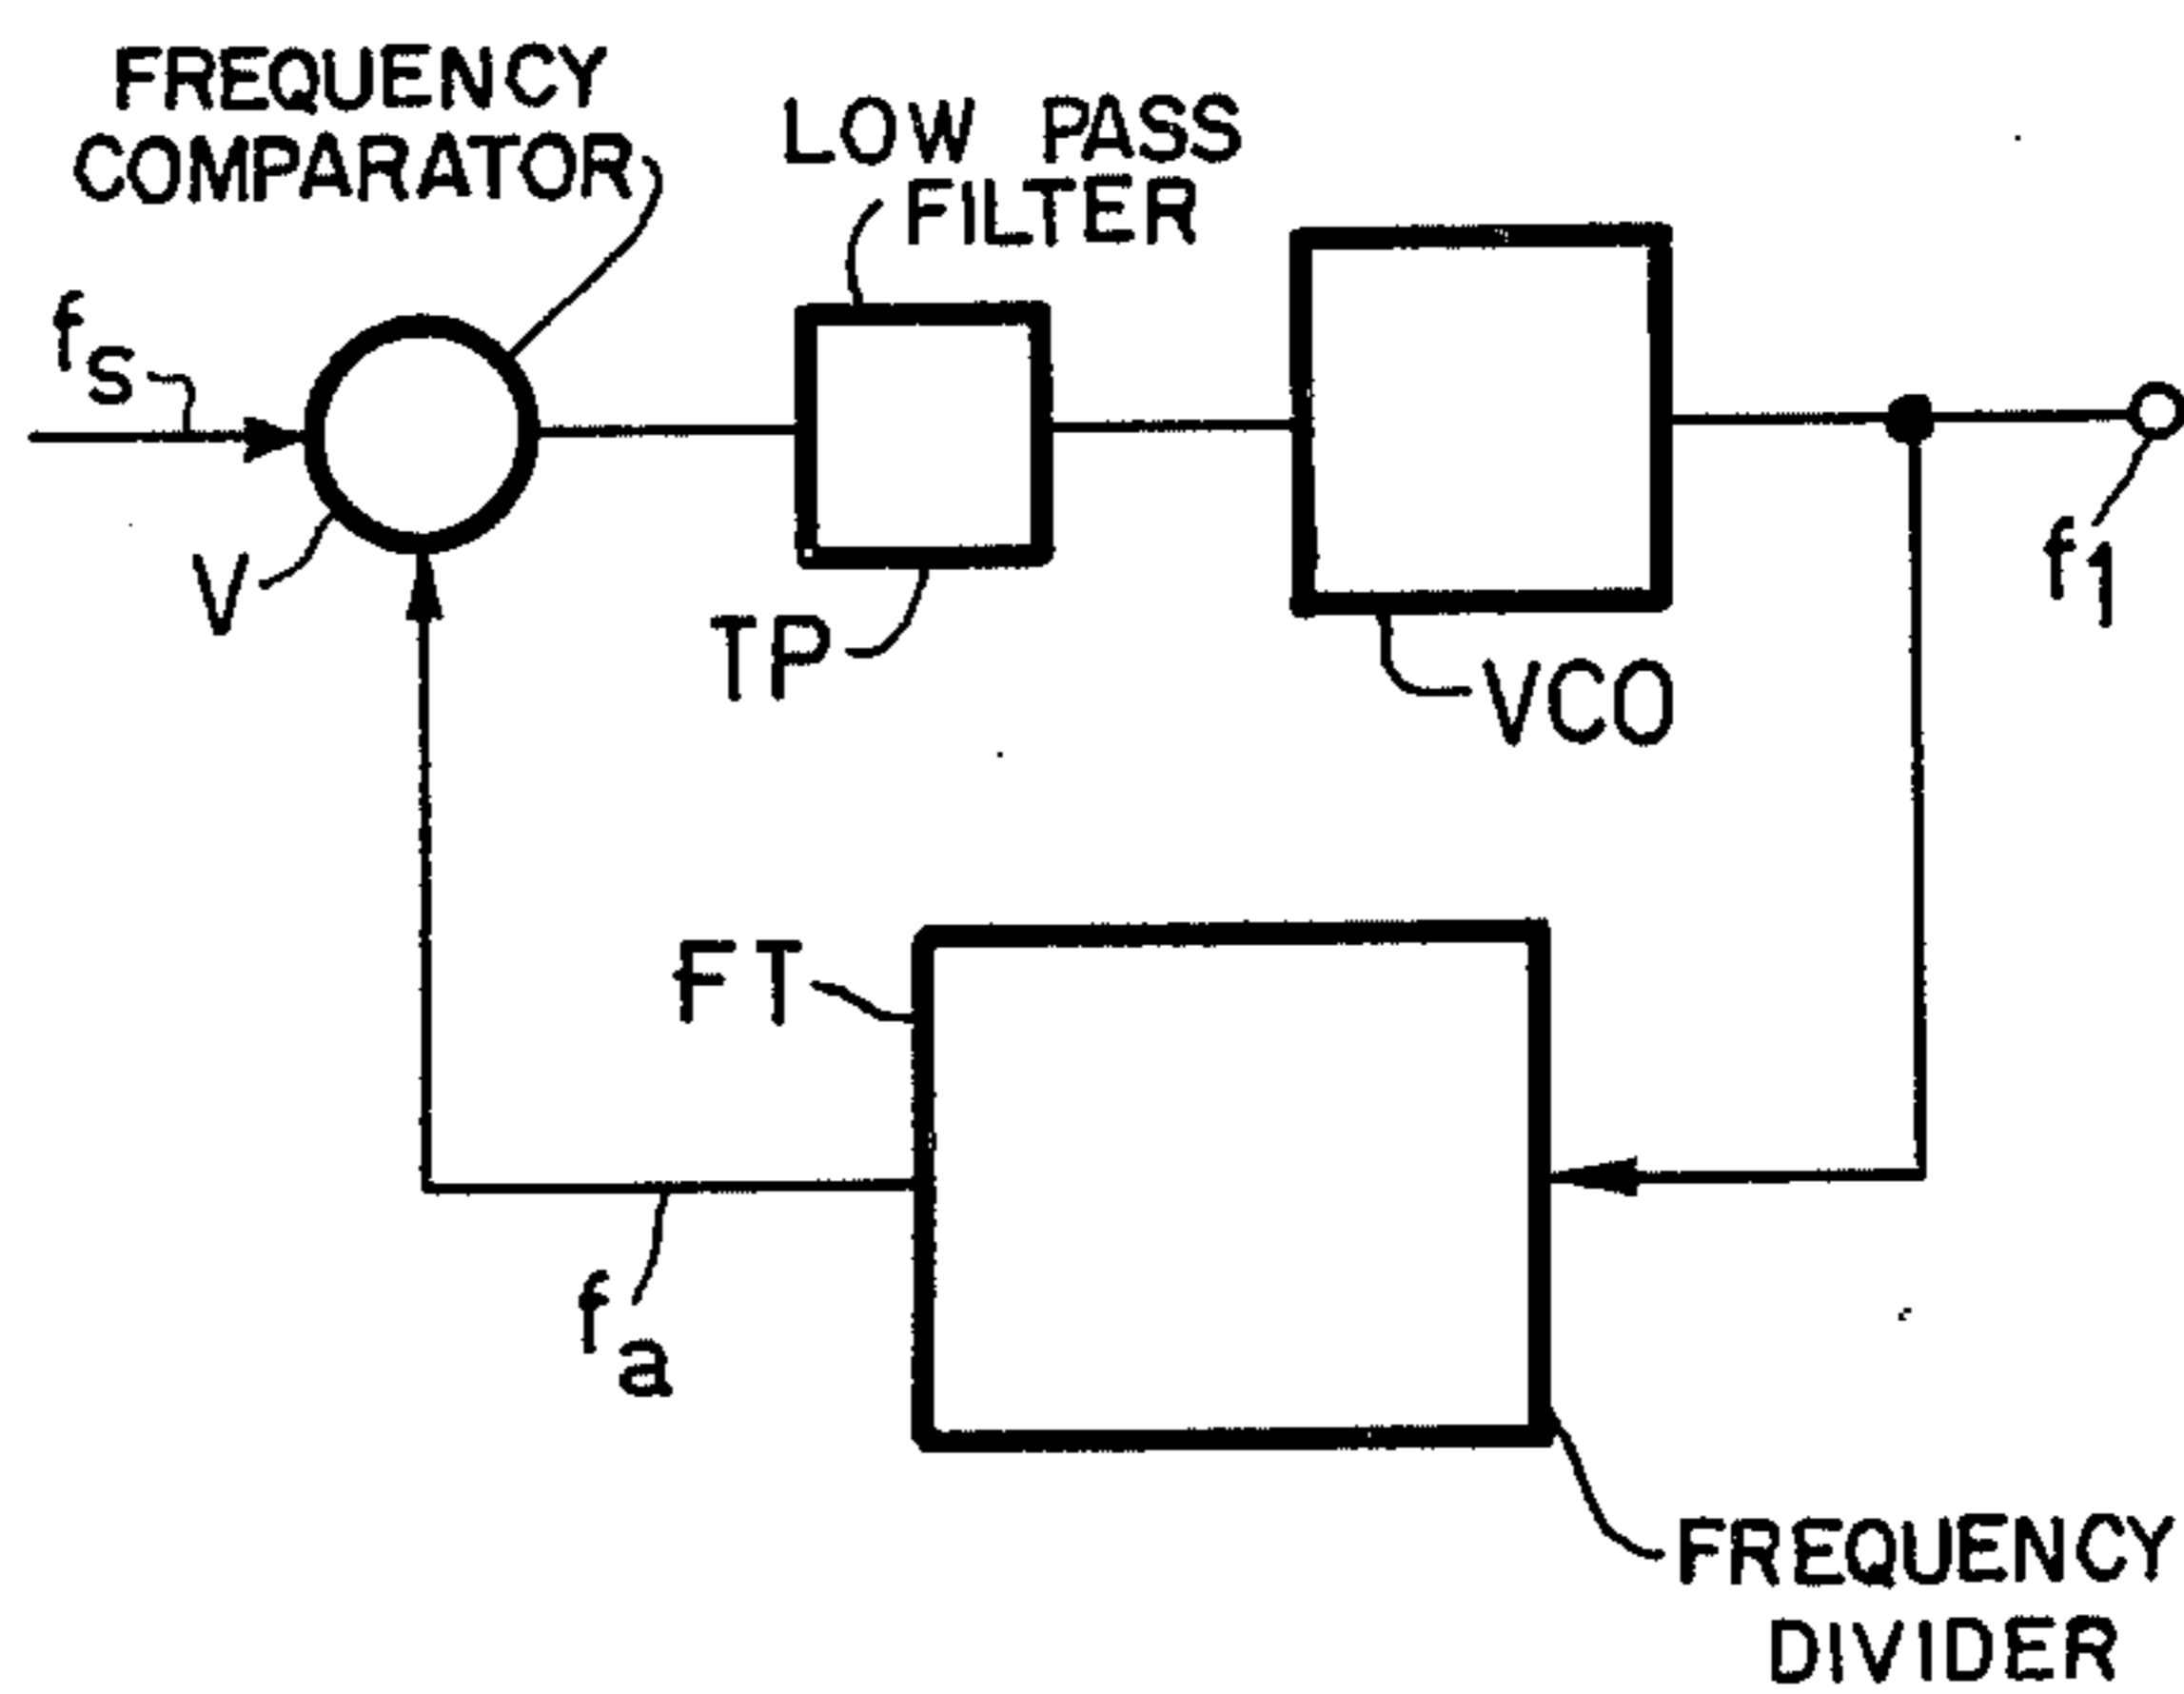 FREQUENCY
COMPARATOR
LOW PASS
FILTER
fs
V
TP
VCO
f1
FT
fa
FREQUENCY
DIVIDER